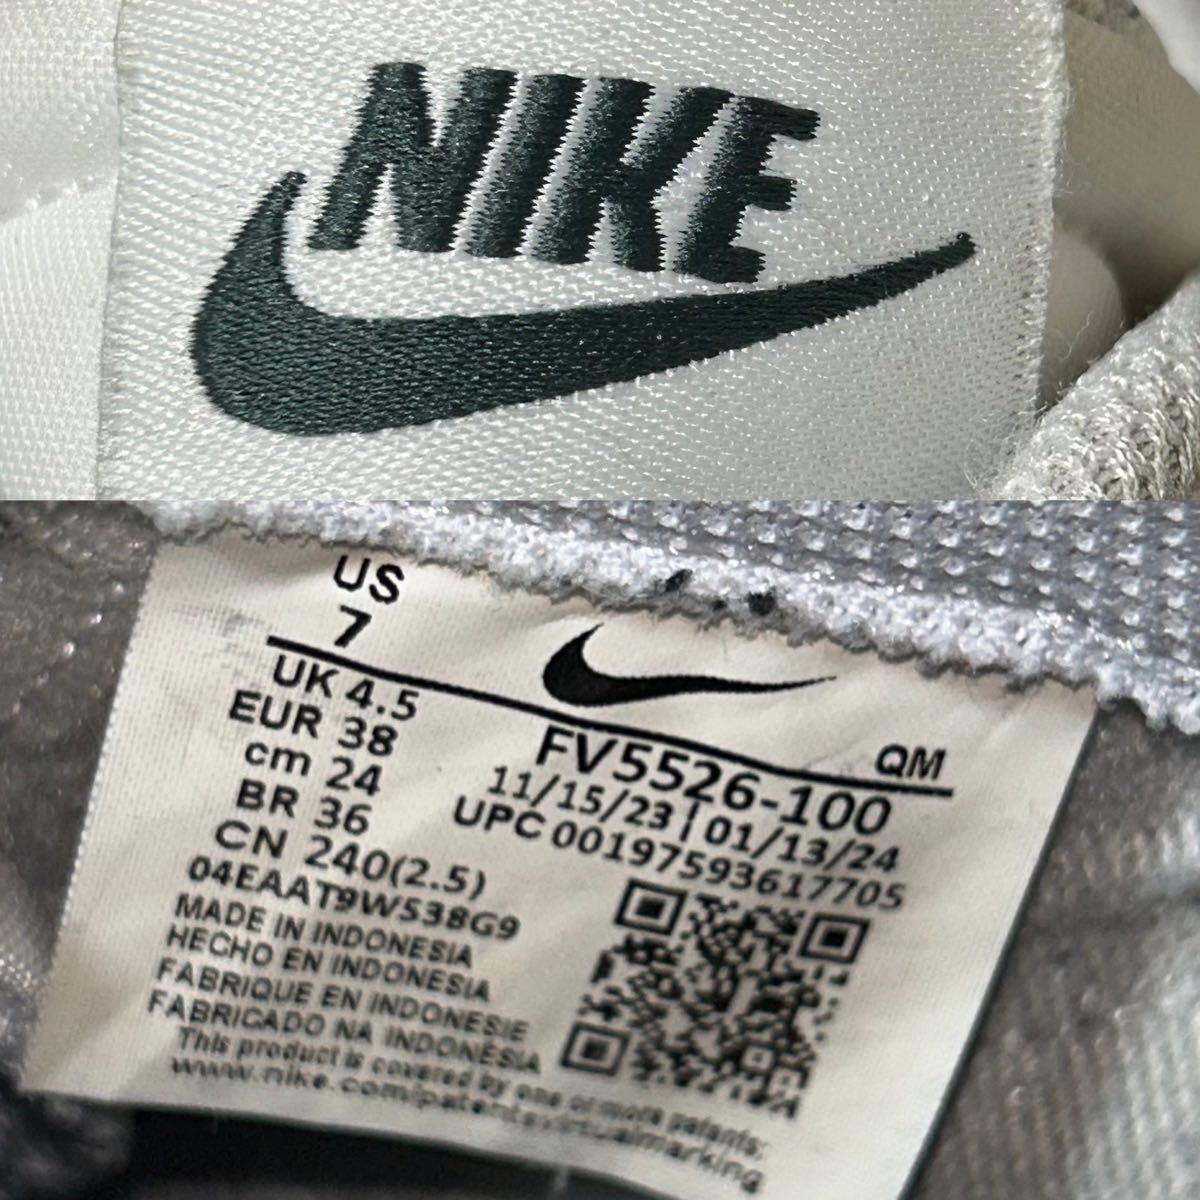 NIKE
US
7
UK 4.5
EUR 38
cm 24
BR 36
CN 240(2.5)
04EAAT9W538G9
QM
FV5526-100
11/15/23 | 01/13/24
UPC 00197593617705
MADE IN INDONESIA
HECHO EN INDONESIA
FABRIQUE EN INDONESIE
FABRICADO NA INDONÉSIA
This product is covered by one or more patents:
www.nike.com/patentsvirtualmarking